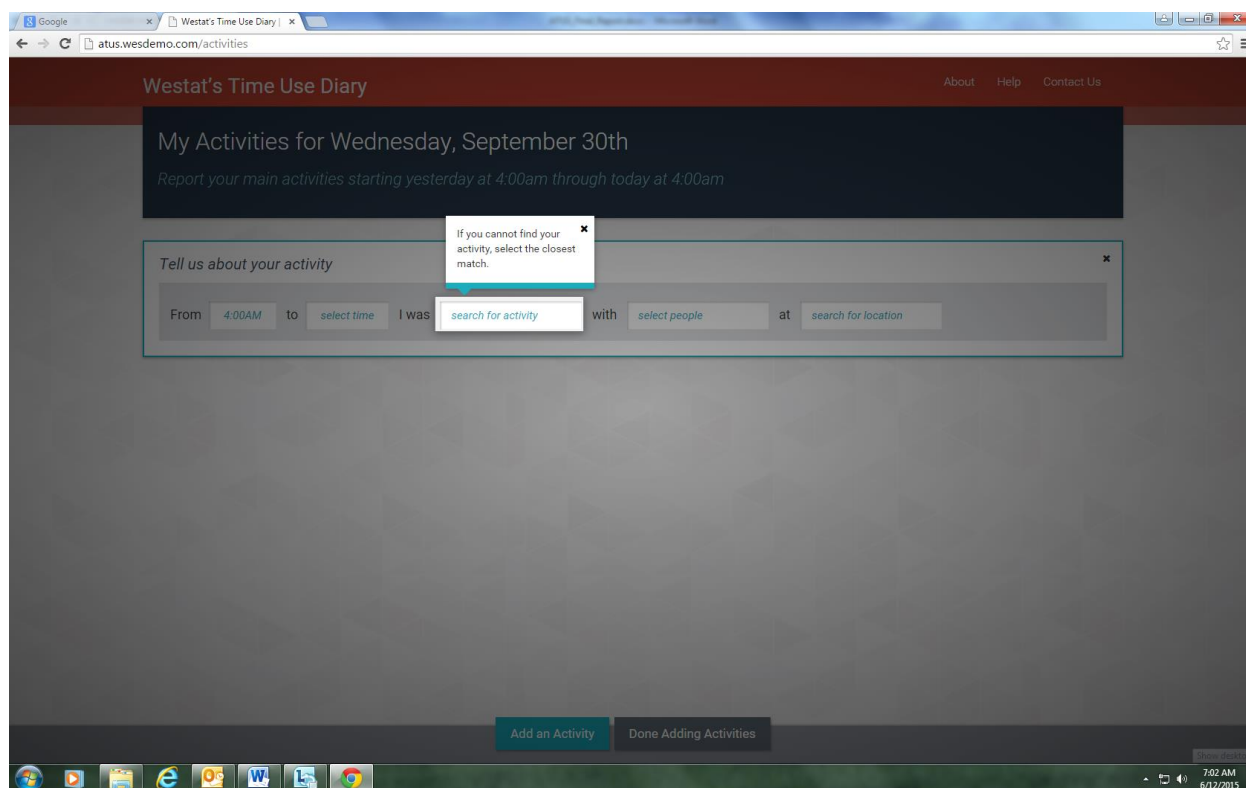 Google
Westat's Time Use Diary |
atus.wesdemo.com/activities
Westat's Time Use Diary
About Help Contact Us
My Activities for Wednesday, September 30th
Report your main activities starting yesterday at 4:00am through today at 4:00am
If you cannot find your
activity, select the closest
match.
Tell us about your activity
From 4:00AM to select time I was search for activity with select people at search for location
Add an Activity Done Adding Activities
7:02 AM
6/12/2015